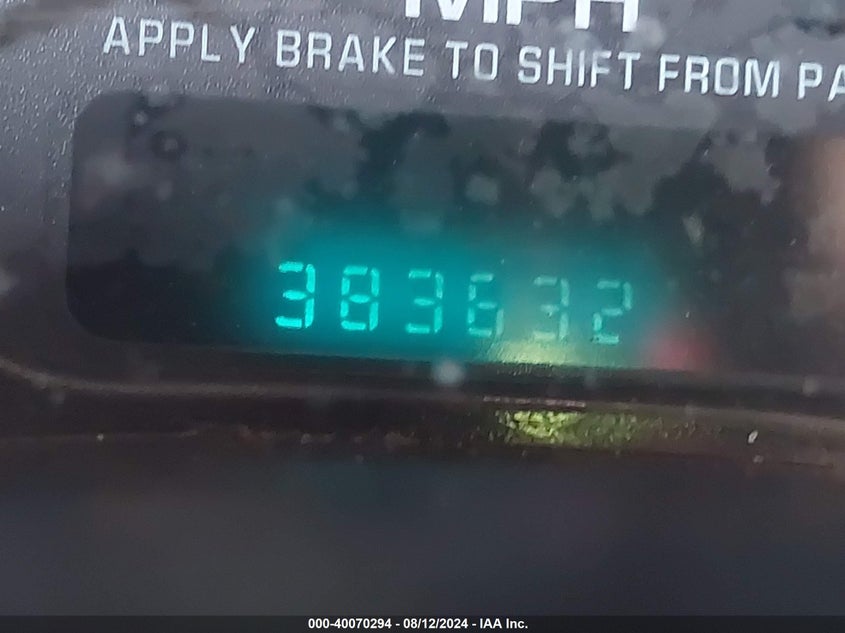 MPH
APPLY BRAKE TO SHIFT FROM PA
383632
000-40070294 - 08/12/2024 - IAA Inc.